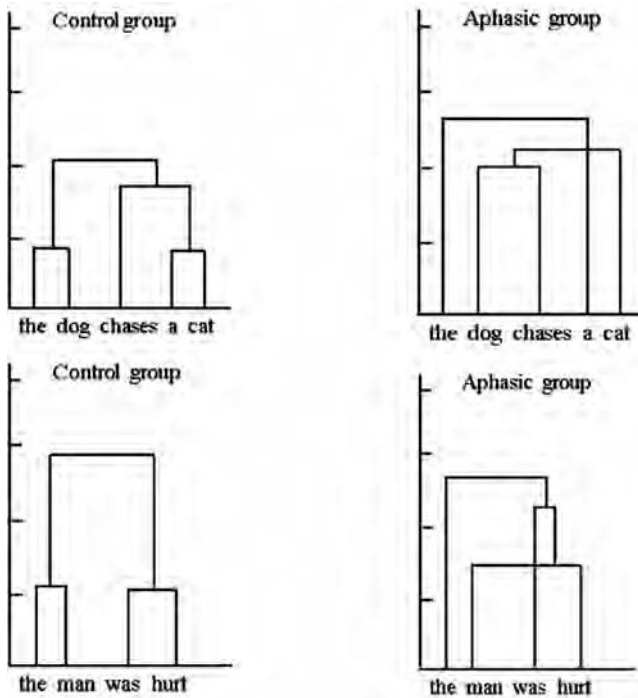 Control group
Aphasic group
the dog chases a cat
the dog chases a cat
Control group
Aphasic group
the man was hurt
the man was hurt